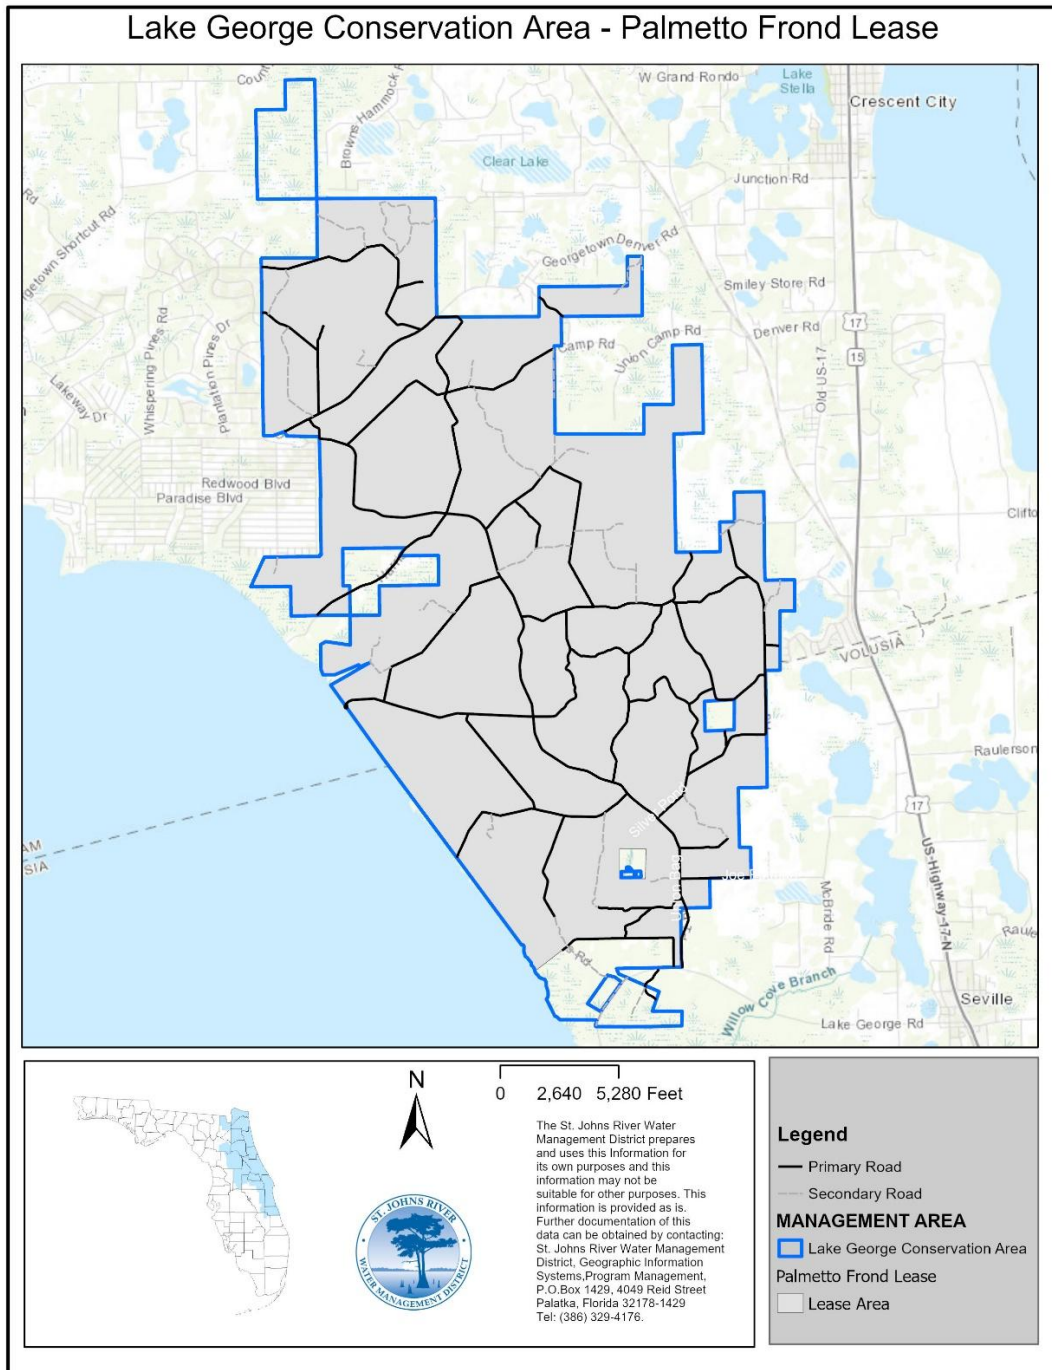 Lake George Conservation Area - Palmetto Frond Lease
W Grand Rondo
Lake
Stella
Crescent City
Clear Lake
Junction Rd
Georgetown Denver Rd
Smiley Store Rd
17
Denver Rd
Camp Rd
Union Camp Rd
15
Old US-17
Whispering Pines Rd
Plantation Pines Dr
Lakeway Dr
Redwood Blvd
Paradise Blvd
VOLUSIA
17
US-Highway-17-N
McBride Rd
Willow Cove Branch
Seville
Lake George Rd
N
0 2,640 5,280 Feet
The St. Johns River Water
Management District prepares
and uses this Information for
its own purposes and this
information may not be
suitable for other purposes. This
information is provided as is.
Further documentation of this
data can be obtained by contacting:
St. Johns River Water Management
District, Geographic Information
Systems,Program Management,
P.O.Box 1429, 4049 Reid Street
Palatka, Florida 32178-1429
Tel: (386) 329-4176.
ST. JOHNS RIVER
WATER MANAGEMENT DISTRICT
Legend
Primary Road
Secondary Road
MANAGEMENT AREA
Lake George Conservation Area
Palmetto Frond Lease
Lease Area